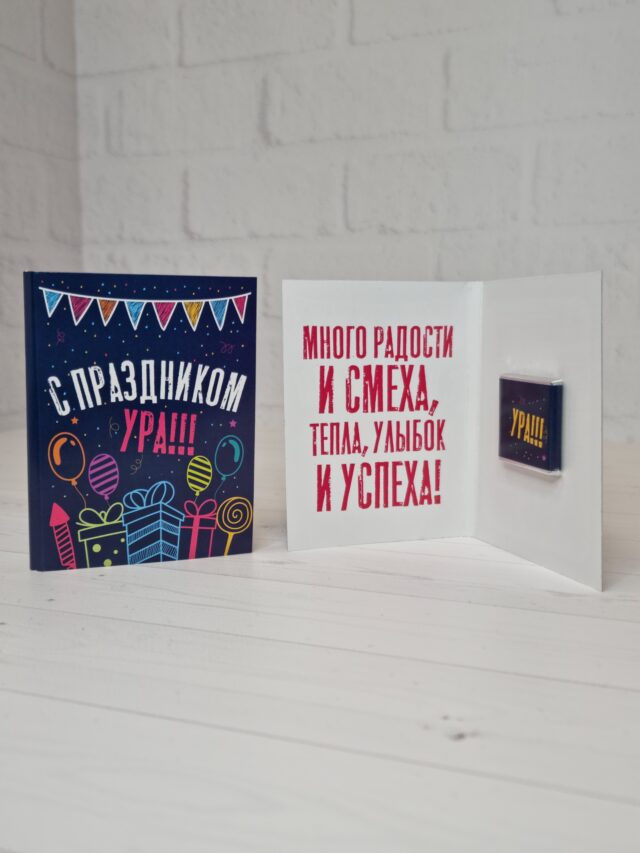 С ПРАЗДНИКОМ
УРА!!!
МНОГО РАДОСТИ
И СМЕХА,
ТЕПЛА, УЛЫБОК
И УСПЕХА!
УРА!!!